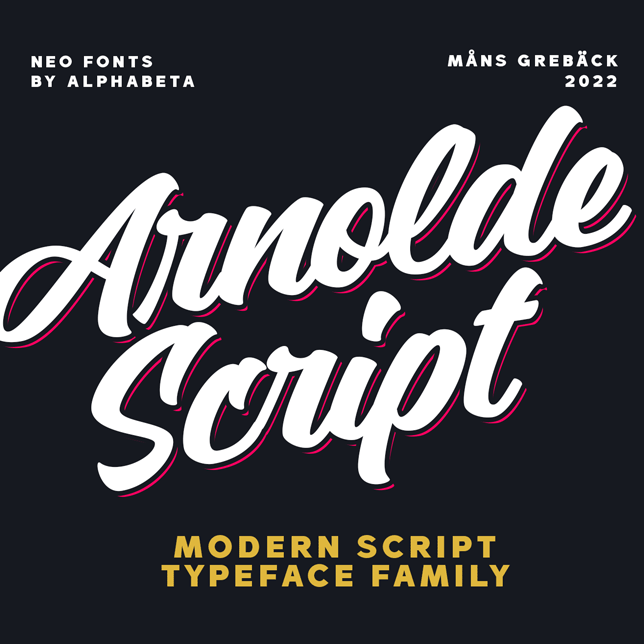 NEO FONTS
BY ALPHABETA
MÅNS GREBÄCK
2022
Arnolde
Script
MODERN SCRIPT
TYPEFACE FAMILY